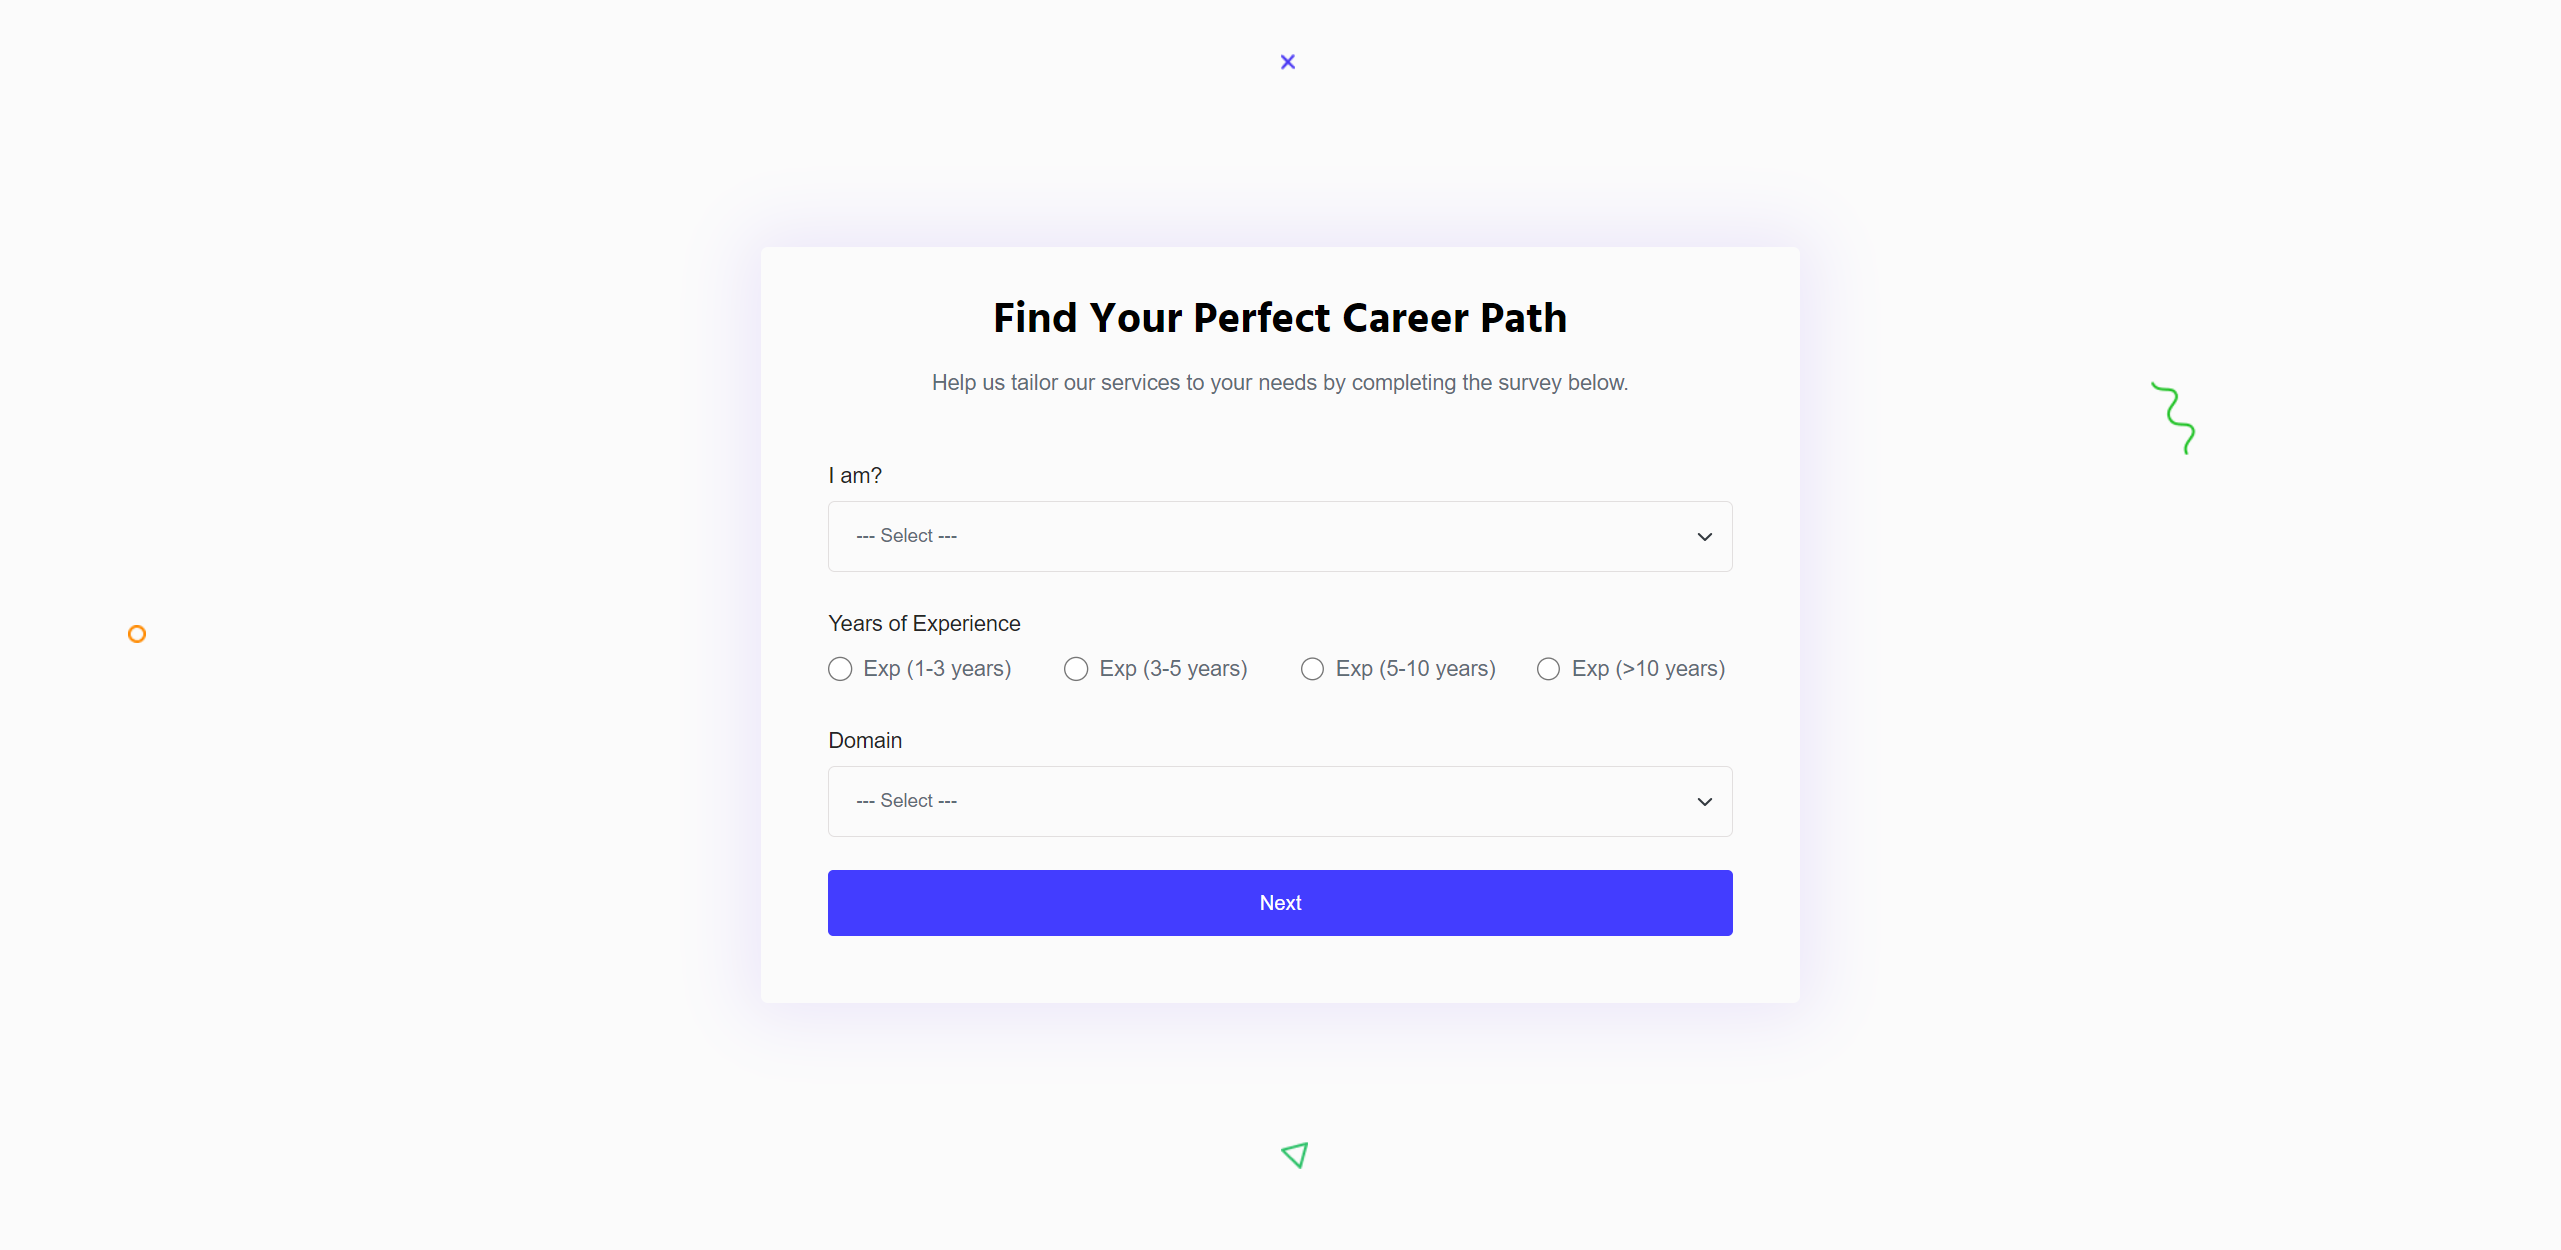 Find Your Perfect Career Path
Help us tailor our services to your needs by completing the survey below.
I am?
--- Select ---
Years of Experience
Exp (1-3 years) Exp (3-5 years) Exp (5-10 years) Exp (>10 years)
Domain
--- Select ---
Next